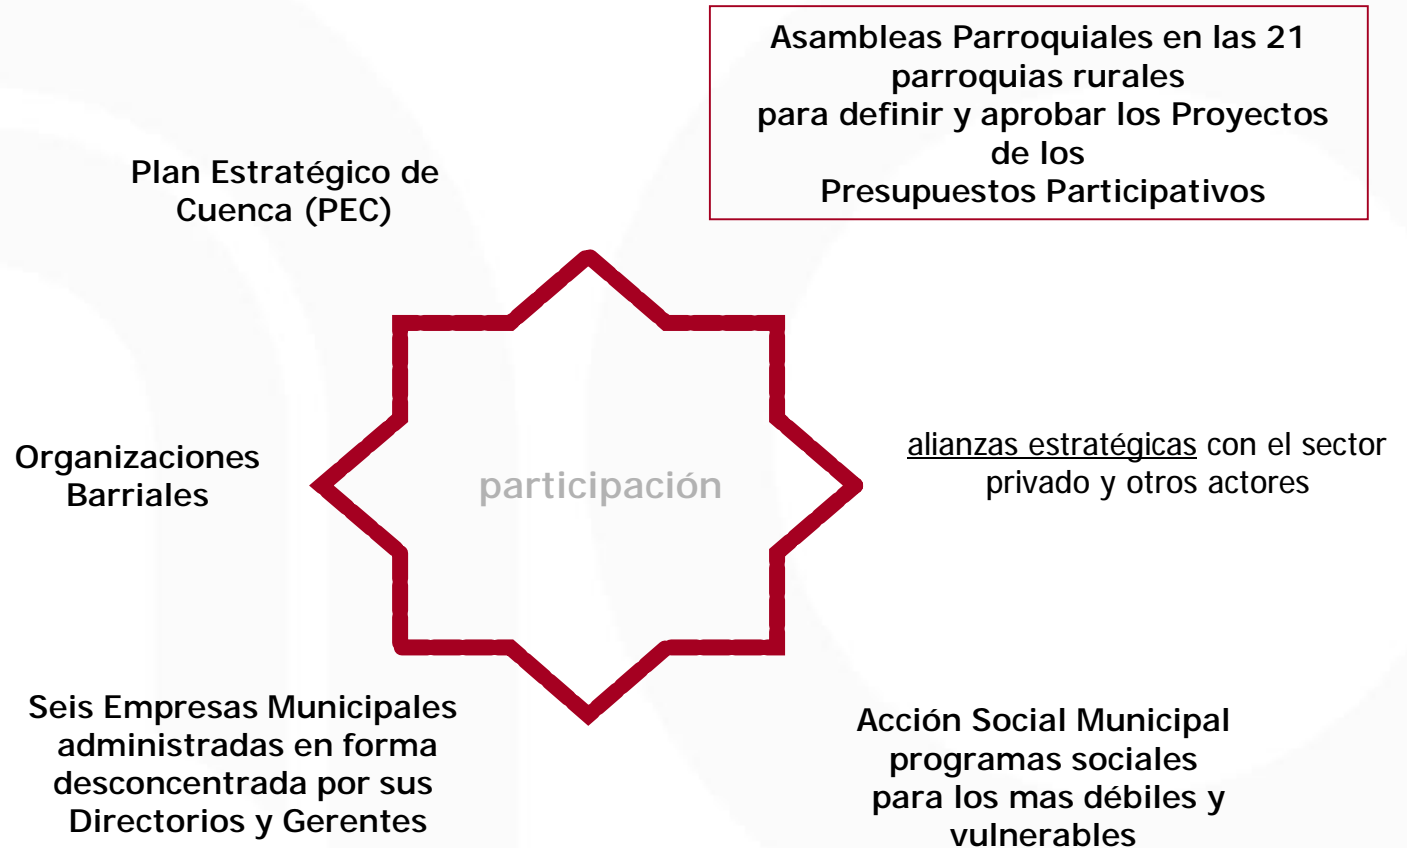 Asambleas Parroquiales en las 21
parroquias rurales
para definir y aprobar los Proyectos
de los
Presupuestos Participativos
Plan Estratégico de
Cuenca (PEC)
Organizaciones
Barriales
participación
alianzas estratégicas con el sector
privado y otros actores
Seis Empresas Municipales
administradas en forma
desconcentrada por sus
Directorios y Gerentes
Acción Social Municipal
programas sociales
para los mas débiles y
vulnerables